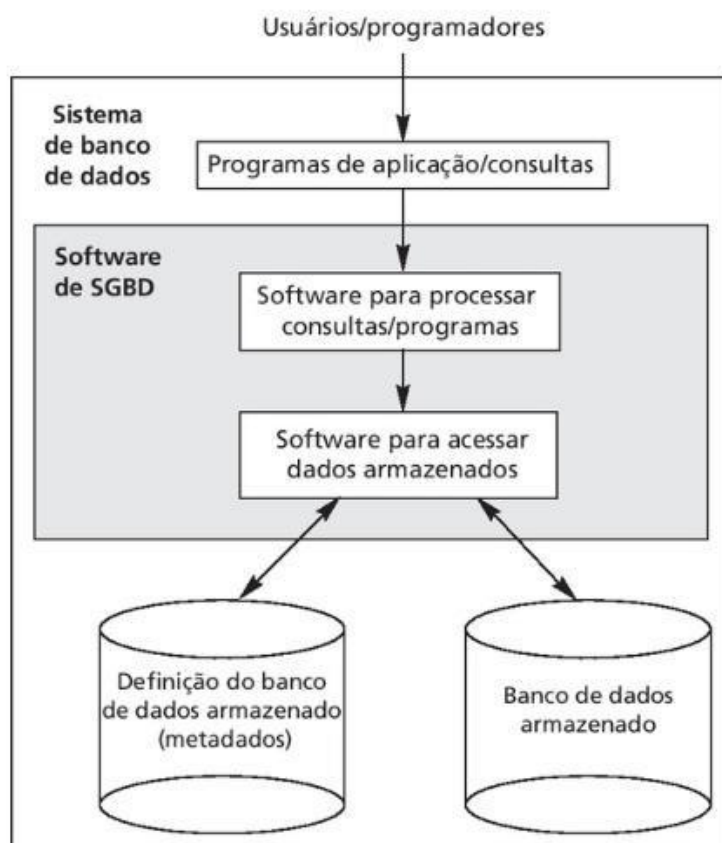 Usuários/programadores
Sistema
de banco
de dados
Programas de aplicação/consultas
Software
de SGBD
Software para processar
consultas/programas
Software para acessar
dados armazenados
Definição do banco
de dados armazenado
(metadados)
Banco de dados
armazenado